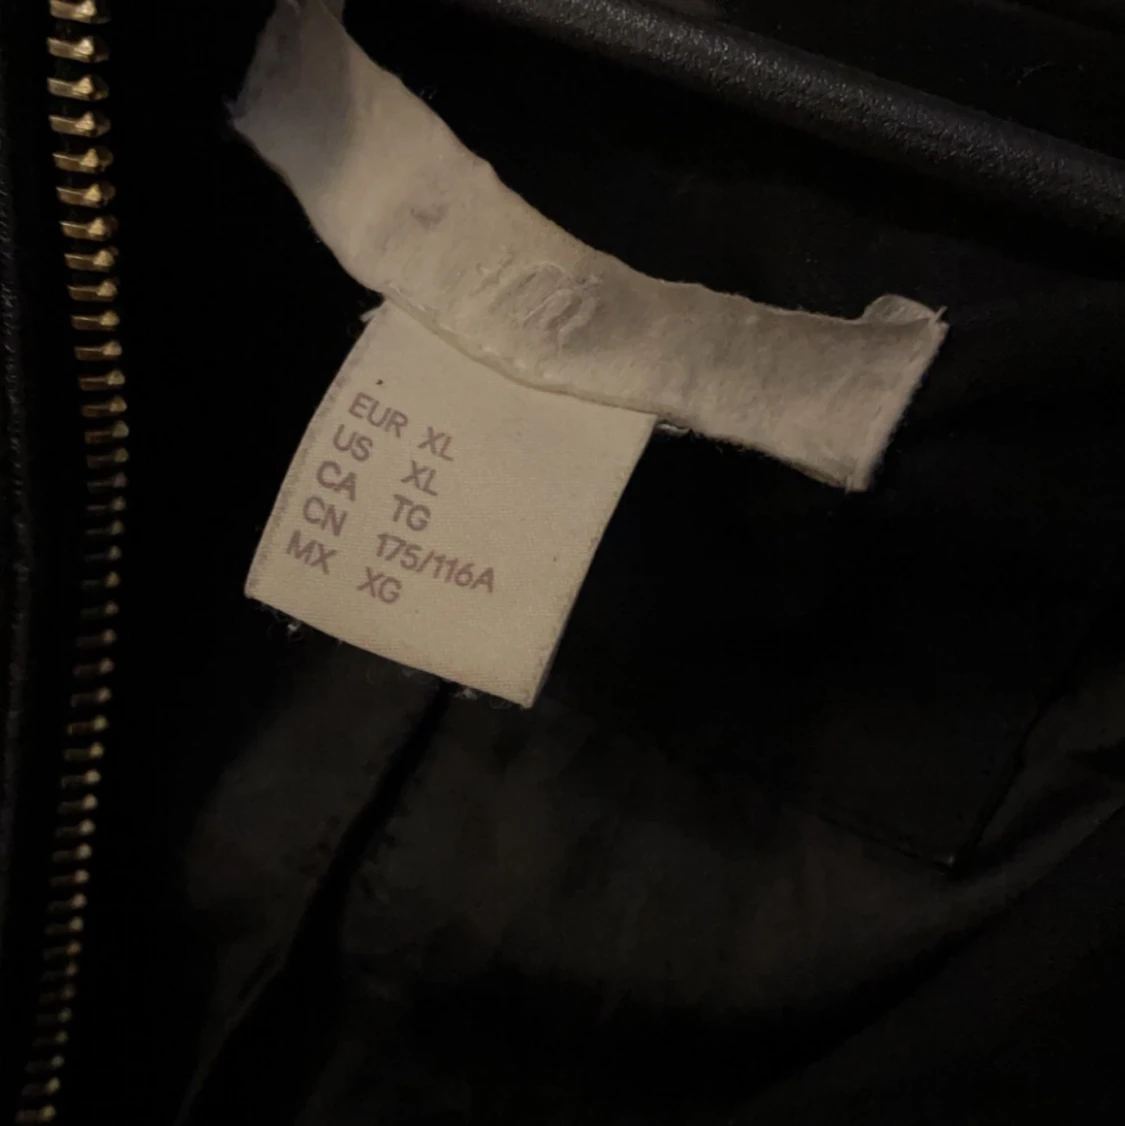 EUR XL
US XL
CA TG
CN 175/116A
MX XG